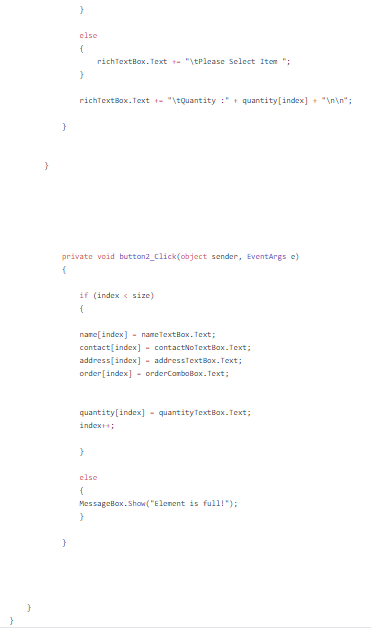 }
else
{
richTextBox.Text += "\tPlease Select Item ";
}
richTextBox.Text += "\tQuantity :" + quantity[index] + "\n\n";
}
}
private void button2_Click(object sender, EventArgs e)
{
if (index < size)
{
name[index] = nameTextBox.Text;
contact[index] = contactNoTextBox.Text;
address[index] = addressTextBox.Text;
order[index] = orderComboBox.Text;
quantity[index] = quantityTextBox.Text;
index++;
}
else
{
MessageBox.Show("Element is full!");
}
}
}
}